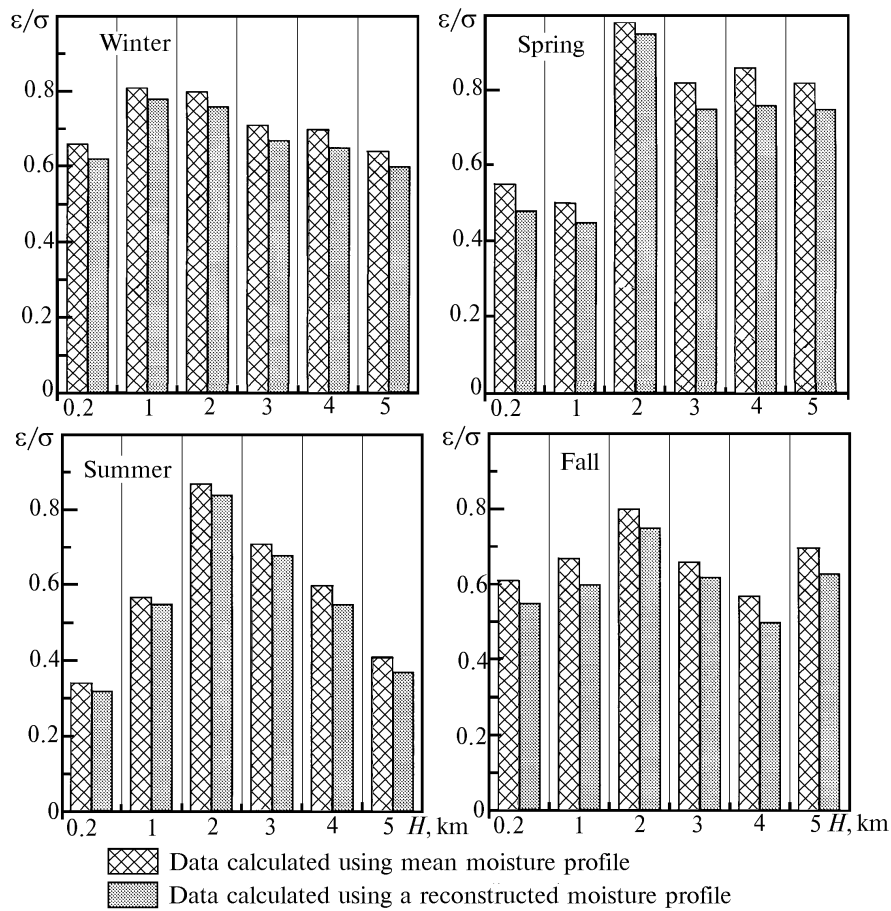 ε/σ
Winter
0.8
0.6
0.4
0.2
0
0.2 1 2 3 4 5
ε/σ
Spring
0.8
0.6
0.4
0.2
0
0.2 1 2 3 4 5
ε/σ
Summer
0.8
0.6
0.4
0.2
0
0.2 1 2 3 4 5 H, km
ε/σ
Fall
0.8
0.6
0.4
0.2
0
0.2 1 2 3 4 5 H, km
Data calculated using mean moisture profile
Data calculated using a reconstructed moisture profile